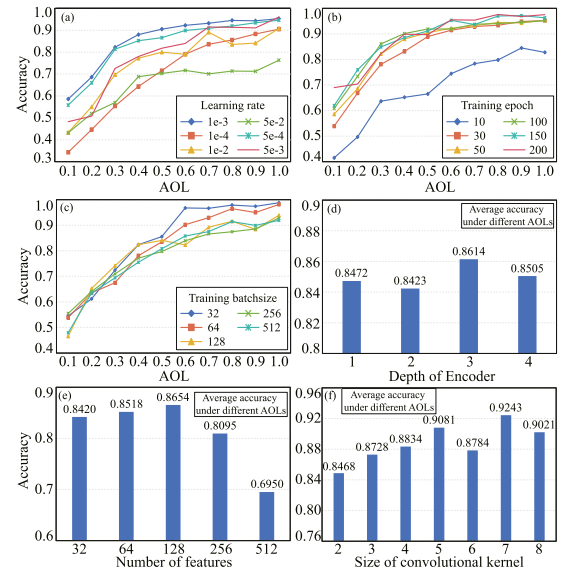 (a)
Accuracy
1.0
0.9
0.8
0.7
0.6
0.5
0.4
0.3
Learning rate
1e-3
5e-2
1e-4
5e-4
1e-2
5e-3
0.1 0.2 0.3 0.4 0.5 0.6 0.7 0.8 0.9 1.0
AOL
(b)
1.0
0.9
0.8
0.7
0.6
0.5
0.4
Training epoch
10
100
30
150
50
200
0.1 0.2 0.3 0.4 0.5 0.6 0.7 0.8 0.9 1.0
AOL
(c)
Accuracy
1.0
0.9
0.8
0.7
0.6
0.5
0.4
Training batchsize
32
256
64
512
128
0.1 0.2 0.3 0.4 0.5 0.6 0.7 0.8 0.9 1.0
AOL
(d)
Average accuracy
under different AOLs
0.9
0.86
0.84
0.82
0.8
0.8472
0.8423
0.8614
0.8505
1 2 3 4
Depth of Encoder
(e)
Average accuracy
under different AOLs
Accuracy
0.9
0.8
0.7
0.6
0.8420
0.8518
0.8654
0.8095
0.6950
32 64 128 256 512
Number of features
(f)
Average accuracy
under different AOLs
0.96
0.92
0.88
0.84
0.80
0.76
0.8468
0.8728
0.8834
0.9081
0.8784
0.9243
0.9021
2 3 4 5 6 7 8
Size of convolutional kernel